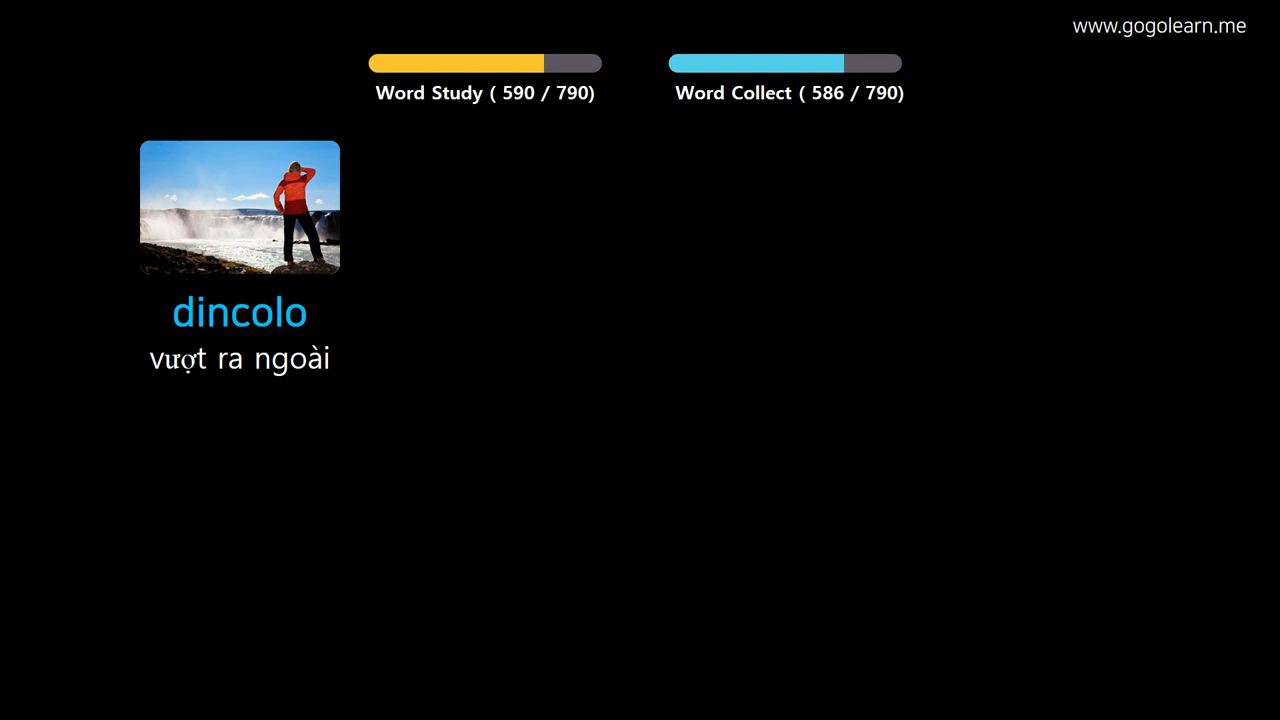 www.gogolearn.me
Word Study ( 590 / 790)
Word Collect ( 586 / 790)
dincolo
vượt ra ngoài